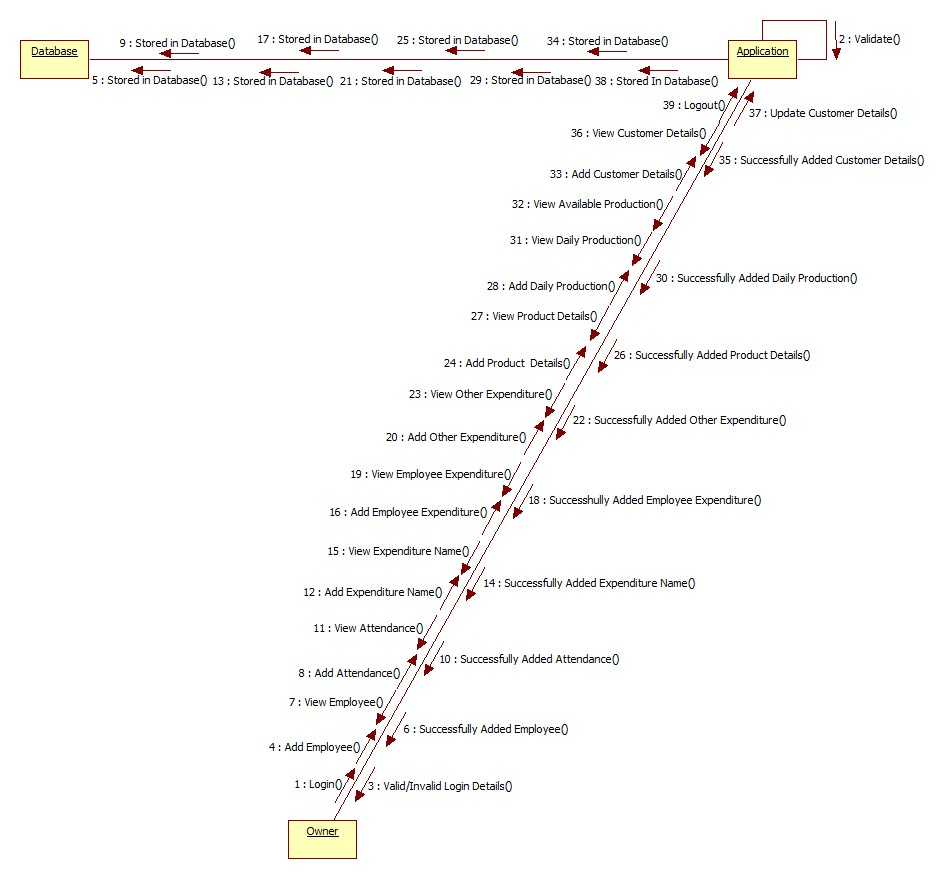 9 : Stored in Database()
17 : Stored in Database()
25 : Stored in Database()
34 : Stored in Database()
2 : Validate()
Database
Application
5 : Stored in Database()
13 : Stored in Database()
21 : Stored in Database()
29 : Stored in Database()
38 : Stored In Database()
39 : Logout()
37 : Update Customer Details()
36 : View Customer Details()
35 : Successfully Added Customer Details()
33 : Add Customer Details()
32 : View Available Production()
31 : View Daily Production()
30 : Successfully Added Daily Production()
28 : Add Daily Production()
27 : View Product Details()
26 : Successfully Added Product Details()
24 : Add Product Details()
23 : View Other Expenditure()
22 : Successfully Added Other Expenditure()
20 : Add Other Expenditure()
19 : View Employee Expenditure()
18 : Successhully Added Employee Expenditure()
16 : Add Employee Expenditure()
15 : View Expenditure Name()
14 : Successfully Added Expenditure Name()
12 : Add Expenditure Name()
11 : View Attendance()
10 : Successfully Added Attendance()
8 : Add Attendance()
7 : View Employee()
6 : Successfully Added Employee()
4 : Add Employee()
1 : Login()
3 : Valid/Invalid Login Details()
Owner